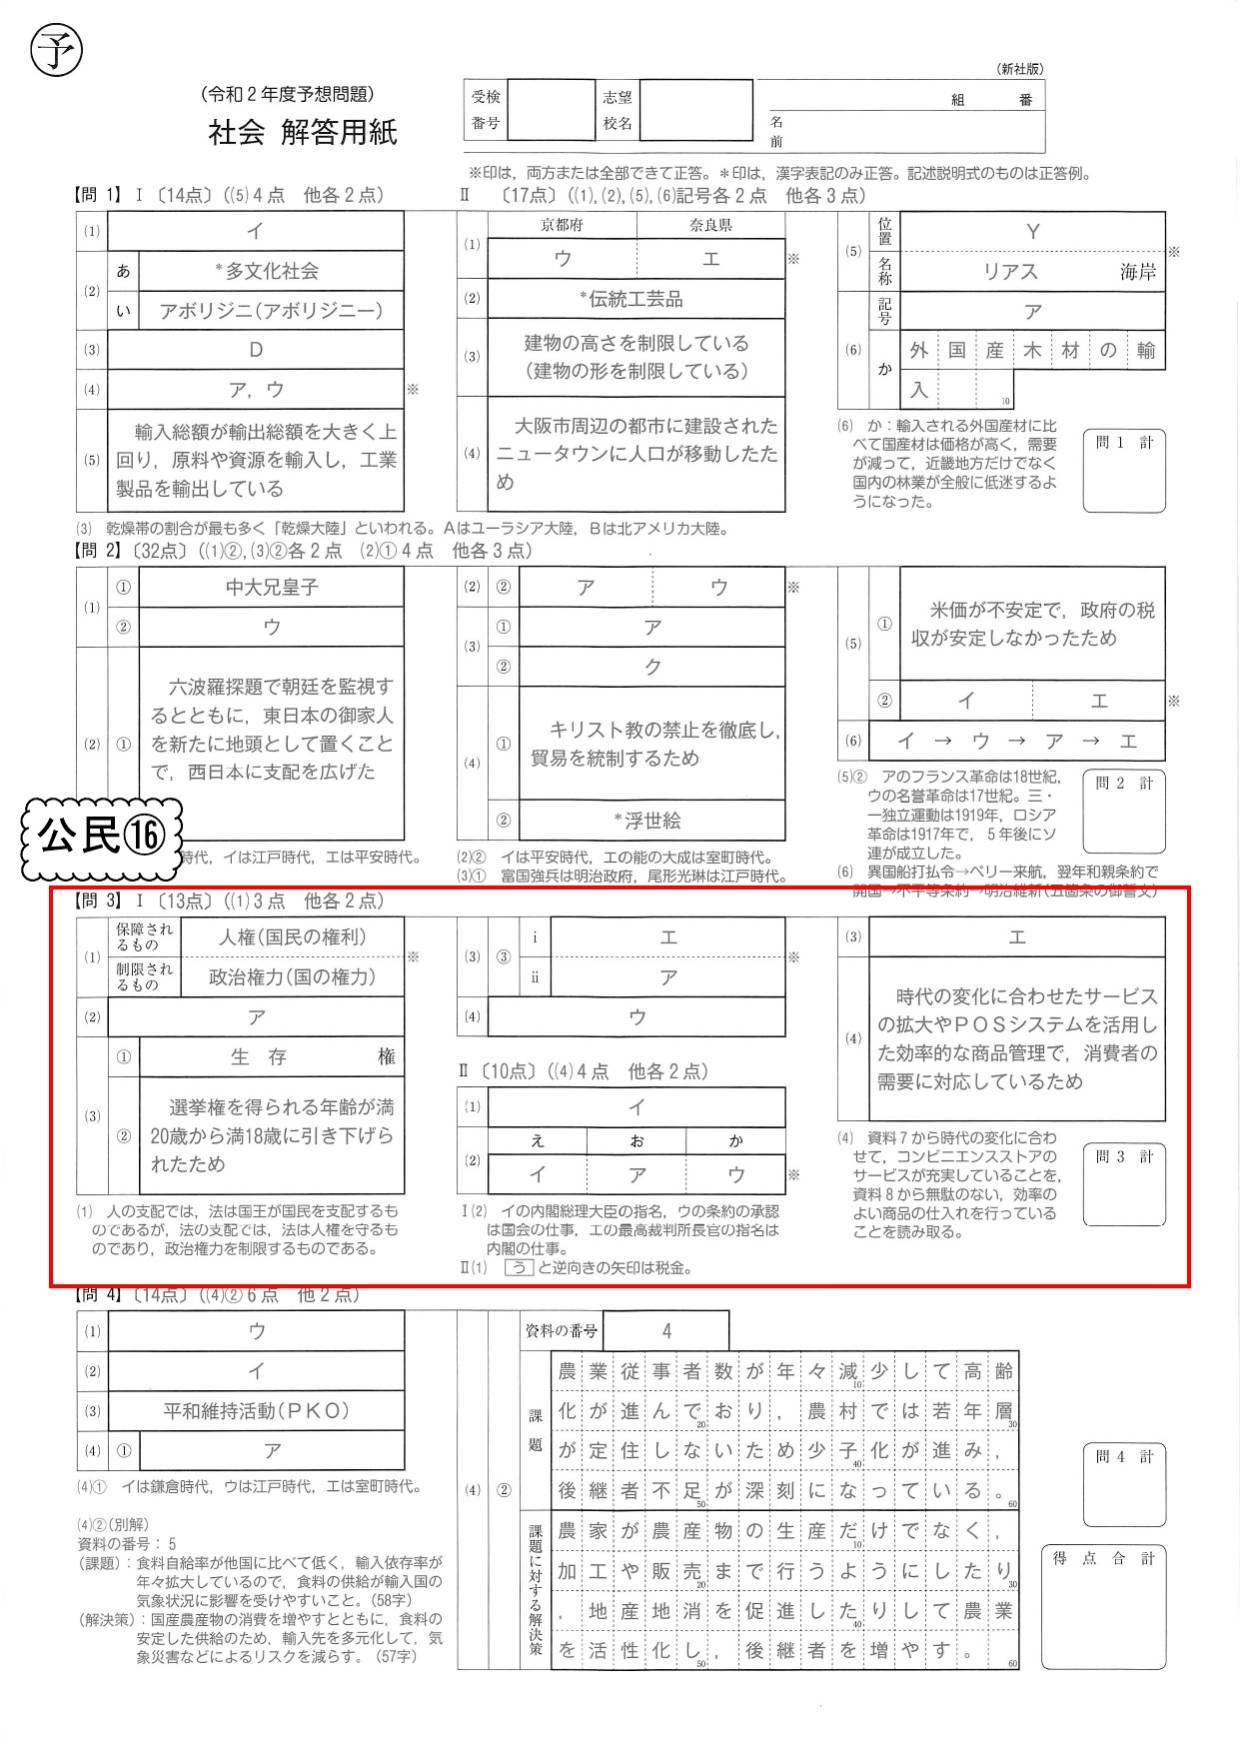 予
(新社版)
(令和2年度予想問題)
社会 解答用紙
受検
番号
志望
校名
組 番
名
前
※印は,両方または全部できて正答。*印は,漢字表記のみ正答。記述説明式のものは正答例。
【問 1】 Ⅰ 〔14点〕((5)4点 他各2点)
(1) イ
(2) あ *多文化社会
い アボリジニ(アボリジニー)
(3) D
(4) ア,ウ ※
(5) 輸入総額が輸出総額を大きく上
回り,原料や資源を輸入し,工業
製品を輸出している
(3) 乾燥帯の割合が最も多く「乾燥大陸」といわれる。Aはユーラシア大陸,Bは北アメリカ大陸。
Ⅱ 〔17点〕((1),(2),(5),(6)記号各2点 他各3点)
京都府 奈良県
(1) ウ エ ※
(2) *伝統工芸品
(3) 建物の高さを制限している
(建物の形を制限している)
(4) 大阪市周辺の都市に建設された
ニュータウンに人口が移動したた
め
(5) 位置 Y
名称 リアス 海岸 ※
(6) 記号 ア
か 外国産木材の輸
入 10
(6) か:輸入される外国産材に比
べて国産材は価格が高く,需要
が減って,近畿地方だけでなく
国内の林業が全般に低迷するよ
うになった。
問1 計
【問 2】〔32点〕((1)②,(3)②各2点 (2)①4点 他各3点)
(1) ① 中大兄皇子
② ウ
(2) ① 六波羅探題で朝廷を監視す
るとともに,東日本の御家人
を新たに地頭として置くこと
で,西日本に支配を広げた
公民⑯
時代,イは江戸時代,エは平安時代。
(2) ② ア ウ ※
(3) ① ア
② ク
(4) ① キリスト教の禁止を徹底し,
貿易を統制するため
② *浮世絵
(2)② イは平安時代,エの能の大成は室町時代。
(3)① 富国強兵は明治政府,尾形光琳は江戸時代。
(5) ① 米価が不安定で,政府の税
収が安定しなかったため
② イ エ ※
(6) イ → ウ → ア → エ
(5)② アのフランス革命は18世紀,
ウの名誉革命は17世紀。三・
一独立運動は1919年,ロシア
革命は1917年で,5年後にソ
連が成立した。
(6) 異国船打払令→ペリー来航,翌年和親条約で
開国→不平等条約→明治維新(五箇条の御誓文)
問2 計
【問 3】 Ⅰ 〔13点〕((1)3点 他各2点)
(1) 保障され
るもの 人権(国民の権利)
制限され
るもの 政治権力(国の権力) ※
(2) ア
(3) ① 生存 権
② 選挙権を得られる年齢が満
20歳から満18歳に引き下げら
れたため
(1) 人の支配では,法は国王が国民を支配するも
のであるが,法の支配では,法は人権を守るも
のであり,政治権力を制限するものである。
(3) ③ ⅰ エ
ⅱ ア ※
(4) ウ
Ⅱ〔10点〕((4)4点 他各2点)
(1) イ
(2) え お か
イ ア ウ ※
Ⅰ(2) イの内閣総理大臣の指名,ウの条約の承認
は国会の仕事,エの最高裁判所長官の指名は
内閣の仕事。
Ⅱ(1) う と逆向きの矢印は税金。
(3) エ
(4) 時代の変化に合わせたサービス
の拡大やPOSシステムを活用し
た効率的な商品管理で,消費者の
需要に対応しているため
(4) 資料7から時代の変化に合わ
せて,コンビニエンスストアの
サービスが充実していることを,
資料8から無駄のない,効率の
よい商品の仕入れを行っている
ことを読み取る。
問3 計
【問 4】〔14点〕((4)②6点 他2点)
(1) ウ
(2) イ
(3) 平和維持活動(PKO)
(4) ① ア
(4)① イは鎌倉時代,ウは江戸時代,エは室町時代。
(4)②(別解)
資料の番号:5
(課題):食料自給率が他国に比べて低く,輸入依存率が
年々拡大しているので,食料の供給が輸入国の
気象状況に影響を受けやすいこと。(58字)
(解決策):国産農産物の消費を増やすとともに,食料の
安定した供給のため,輸入先を多元化して,気
象災害などによるリスクを減らす。(57字)
(4) ② 資料の番号 4
課題
農業従事者数が年々減少して高齢
10
化が進んでおり,農村では若年層
20 30
が定住しないため少子化が進み,
40
後継者不足が深刻になっている。
50 60
課題に対する解決策
農家が農産物の生産だけでなく,
10
加工や販売まで行うようにしたり
20 30
,地産地消を促進したりして農業
40
を活性化し,後継者を増やす。
50 60
問4 計
得点合計